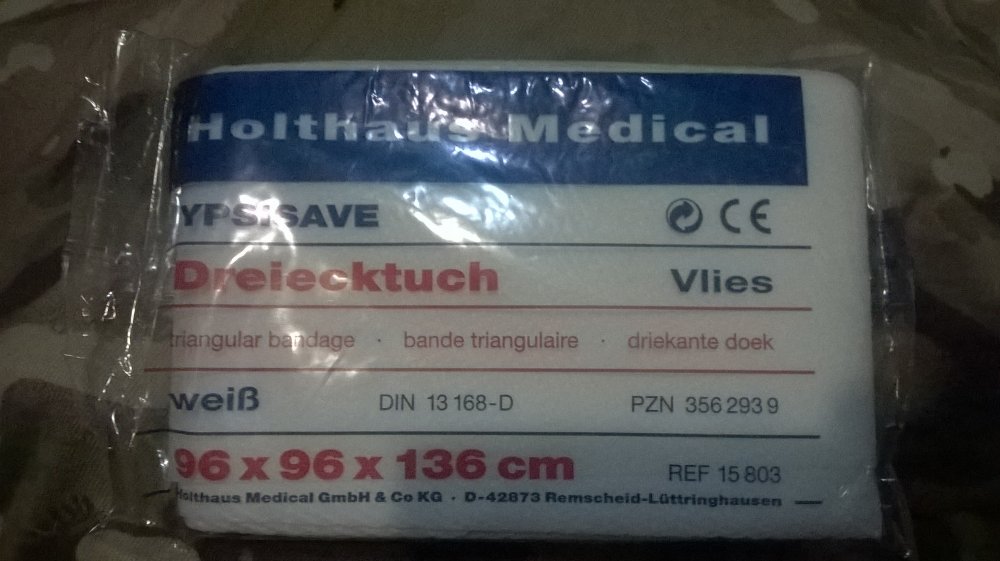 Holthaus Medical
YPSISAVE CE
Dreiecktuch Vlies
triangular bandage · bande triangulaire · driekante doek
weiß DIN 13 168-D PZN 356 293 9
96 x 96 x 136 cm REF 15 803
Holthaus Medical GmbH & Co KG · D-42873 Remscheid-Lüttringhausen